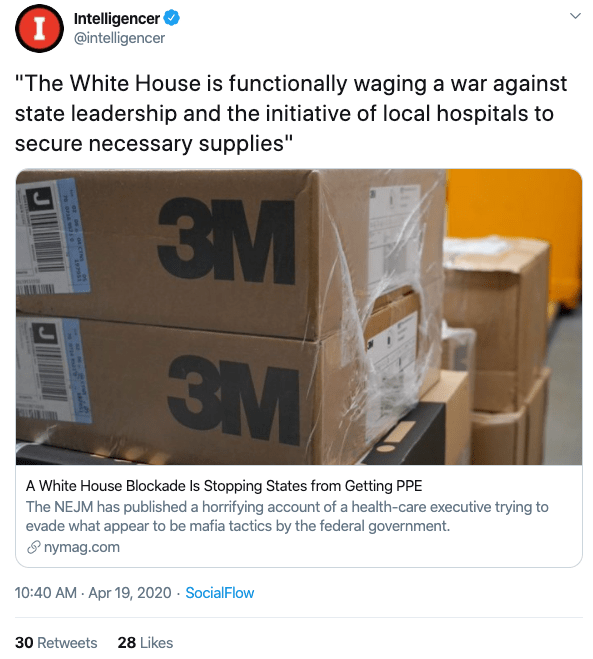 Intelligencer
@intelligencer
"The White House is functionally waging a war against
state leadership and the initiative of local hospitals to
secure necessary supplies"
J
3M
J
3M
A White House Blockade Is Stopping States from Getting PPE
The NEJM has published a horrifying account of a health-care executive trying to
evade what appear to be mafia tactics by the federal government.
nymag.com
10:40 AM · Apr 19, 2020 · SocialFlow
30 Retweets 28 Likes